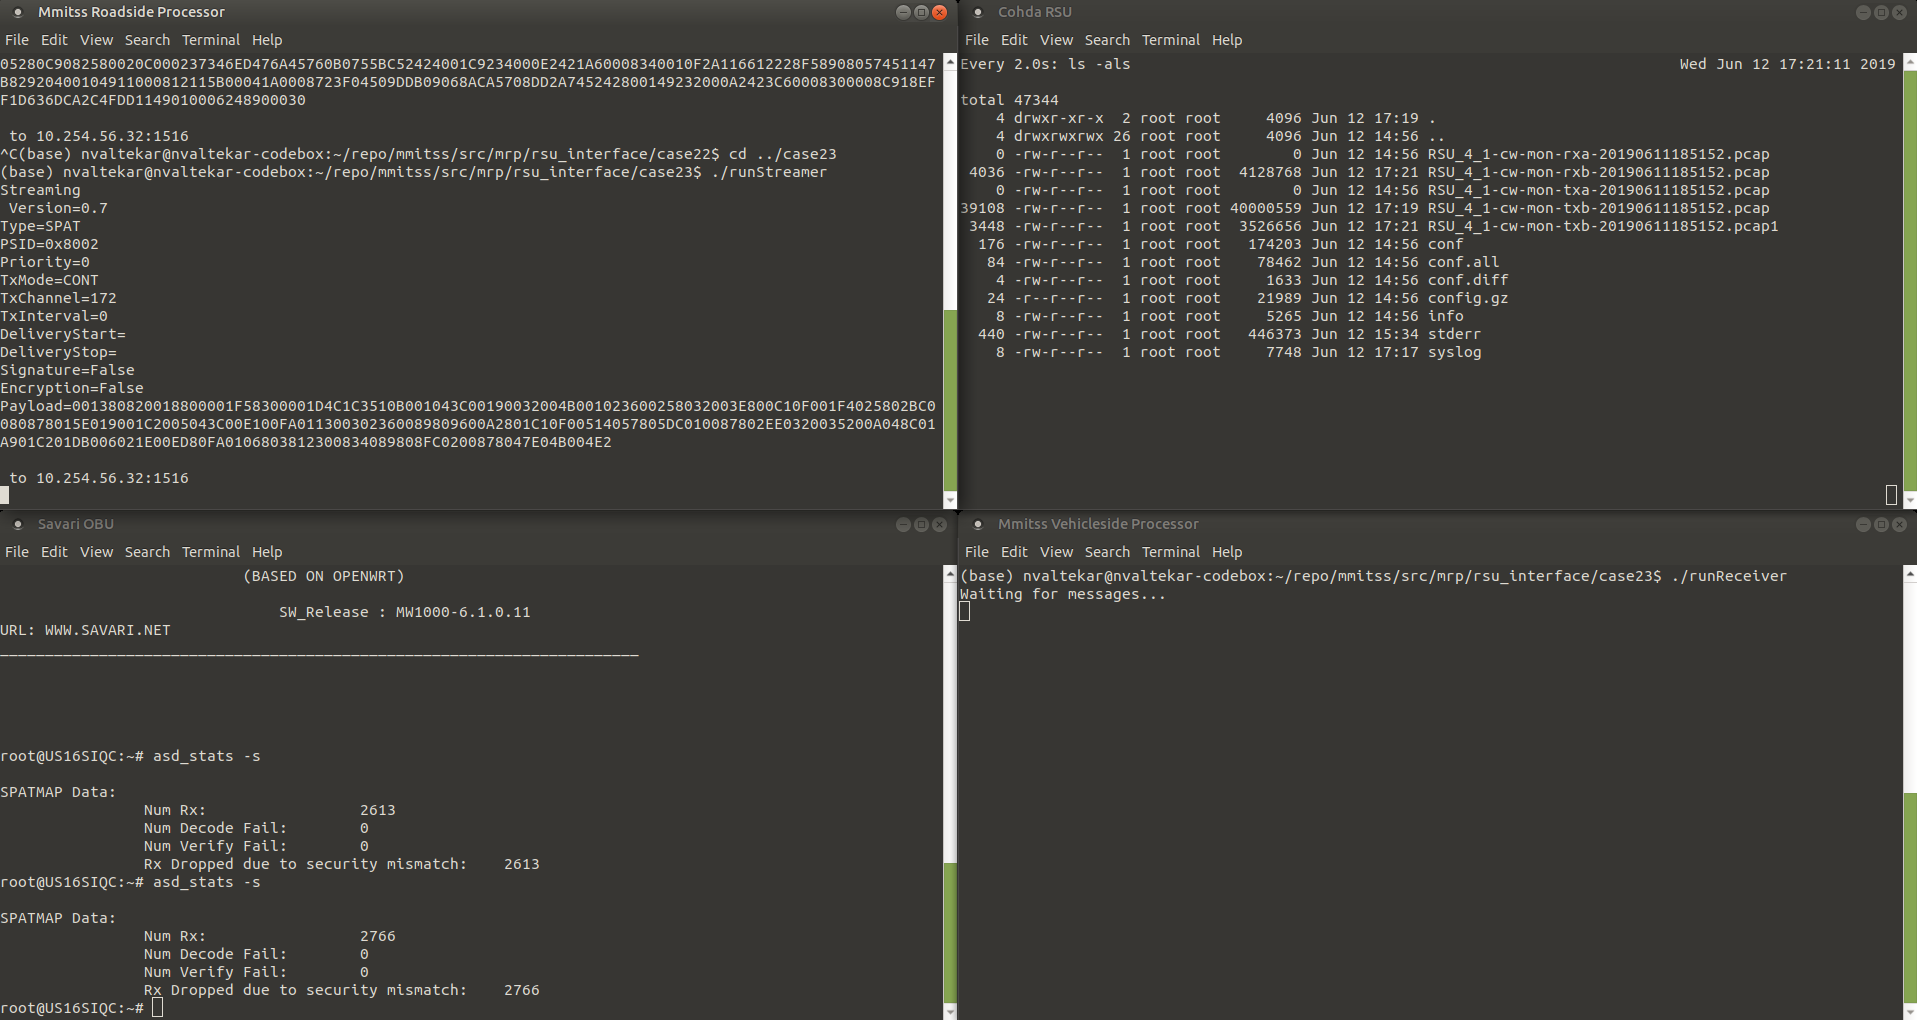 Mmitss Roadside Processor
File Edit View Search Terminal Help
05280C9082580020C000237346ED476A45760B0755BC52424001C9234000E2421A60008340010F2A116612228F58908057451147
B829204001049110008121​15B00041A0008723F04509DDB09068ACA5708DD2A745242800149232000A2423C60008300008C918EF
F1D636DCA2C4FDD1149010006248900030
to 10.254.56.32:1516
^C(base) nvaltekar@nvaltekar-codebox:~/repo/mmitss/src/mrp/rsu_interface/case22$ cd ../case23
(base) nvaltekar@nvaltekar-codebox:~/repo/mmitss/src/mrp/rsu_interface/case23$ ./runStreamer
Streaming
Version=0.7
Type=SPAT
PSID=0x8002
Priority=0
TxMode=CONT
TxChannel=172
TxInterval=0
DeliveryStart=
DeliveryStop=
Signature=False
Encryption=False
Payload=001380820018800001F58300001D4C1C3510B001043C00190032004B001023600258032003E800C10F001F4025802BC0
080878015E019001C2005043C00E100FA011300302360089809600A2801C10F00514057805DC010087802EE0320035200A048C01
A901C201DB006021E00ED80FA0106803812300834089808FC0200878047E04B004E2
to 10.254.56.32:1516
Cohda RSU
File Edit View Search Terminal Help
Every 2.0s: ls -als Wed Jun 12 17:21:11 2019
total 47344
4 drwxr-xr-x 2 root root 4096 Jun 12 17:19 .
4 drwxrwxrwx 26 root root 4096 Jun 12 14:56 ..
0 -rw-r--r-- 1 root root 0 Jun 12 14:56 RSU_4_1-cw-mon-rxa-20190611185152.pcap
4036 -rw-r--r-- 1 root root 4128768 Jun 12 17:21 RSU_4_1-cw-mon-rxb-20190611185152.pcap
0 -rw-r--r-- 1 root root 0 Jun 12 14:56 RSU_4_1-cw-mon-txa-20190611185152.pcap
39108 -rw-r--r-- 1 root root 40000559 Jun 12 17:19 RSU_4_1-cw-mon-txb-20190611185152.pcap
3448 -rw-r--r-- 1 root root 3526656 Jun 12 17:21 RSU_4_1-cw-mon-txb-20190611185152.pcap1
176 -rw-r--r-- 1 root root 174203 Jun 12 14:56 conf
84 -rw-r--r-- 1 root root 78462 Jun 12 14:56 conf.all
4 -rw-r--r-- 1 root root 1633 Jun 12 14:56 conf.diff
24 -r--r--r-- 1 root root 21989 Jun 12 14:56 config.gz
8 -rw-r--r-- 1 root root 5265 Jun 12 14:56 info
440 -rw-r--r-- 1 root root 446373 Jun 12 15:34 stderr
8 -rw-r--r-- 1 root root 7748 Jun 12 17:17 syslog
Savari OBU
File Edit View Search Terminal Help
(BASED ON OPENWRT)
SW_Release : MW1000-6.1.0.11
URL: WWW.SAVARI.NET
_______________________________________________________________________
root@US16SIQC:~# asd_stats -s
SPATMAP Data:
Num Rx: 2613
Num Decode Fail: 0
Num Verify Fail: 0
Rx Dropped due to security mismatch: 2613
root@US16SIQC:~# asd_stats -s
SPATMAP Data:
Num Rx: 2766
Num Decode Fail: 0
Num Verify Fail: 0
Rx Dropped due to security mismatch: 2766
root@US16SIQC:~#
Mmitss Vehicleside Processor
File Edit View Search Terminal Help
(base) nvaltekar@nvaltekar-codebox:~/repo/mmitss/src/mrp/rsu_interface/case23$ ./runReceiver
Waiting for messages...